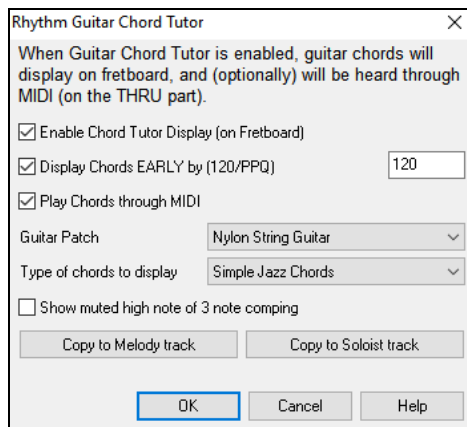 Rhythm Guitar Chord Tutor
When Guitar Chord Tutor is enabled, guitar chords will
display on fretboard, and (optionally) will be heard through
MIDI (on the THRU part).
Enable Chord Tutor Display (on Fretboard)
Display Chords EARLY by (120/PPQ) 120
Play Chords through MIDI
Guitar Patch Nylon String Guitar
Type of chords to display Simple Jazz Chords
Show muted high note of 3 note comping
Copy to Melody track Copy to Soloist track
OK Cancel Help